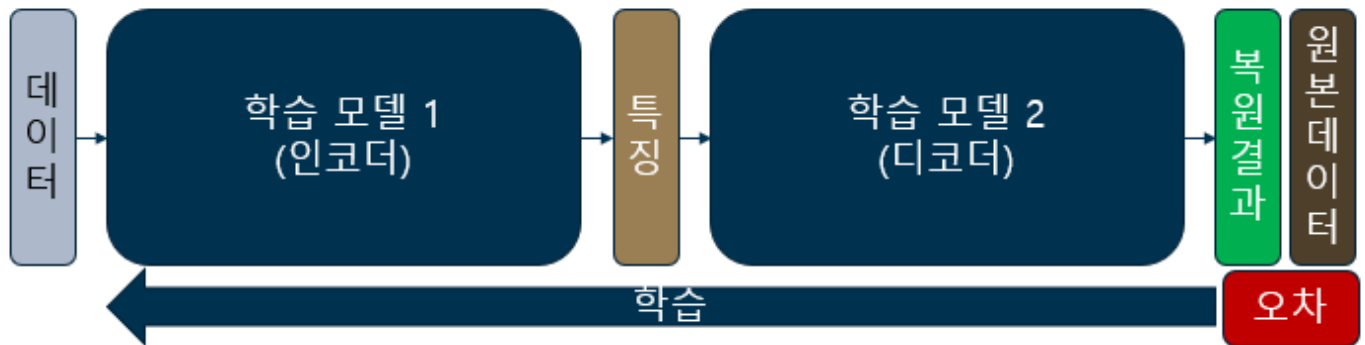 데이터
학습 모델 1
(인코더)
특징
학습 모델 2
(디코더)
복원결과
원본데이터
학습
오차